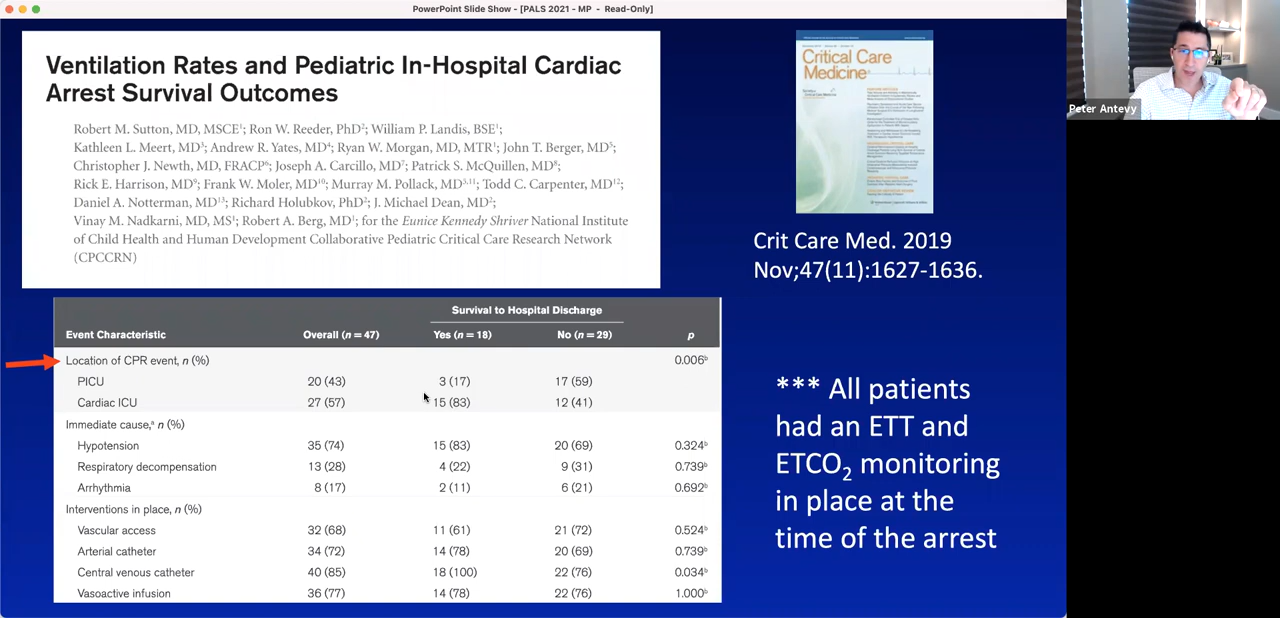 PowerPoint Slide Show - [PALS 2021 - MP - Read-Only]
Ventilation Rates and Pediatric In-Hospital Cardiac
Arrest Survival Outcomes
Robert M. Sutton, MD, MSCE¹; Ron W. Reeder, PhD²; William P. Landis, BSE¹;
Kathleen L. Meert, MD³; Andrew R. Yates, MD⁴; Ryan W. Morgan, MD, MTR¹; John T. Berger, MD⁵;
Rick E. Harrison, MD⁹; Frank W. Moler, MD¹⁰; Murray M. Pollack, MD⁵,¹¹; Todd C. Carpenter, MD¹²;
Daniel A. Notterman, MD¹³; Richard Holubkov, PhD²; J. Michael Dean, MD²;
Vinay M. Nadkarni, MD, MS¹; Robert A. Berg, MD¹; for the Eunice Kennedy Shriver National Institute
of Child Health and Human Development Collaborative Pediatric Critical Care Research Network
(CPCCRN)
Critical Care
Medicine
Peter Antevy
Crit Care Med. 2019
Nov;47(11):1627-1636.
Survival to Hospital Discharge
Event Characteristic Overall (n = 47) Yes (n = 18) No (n = 29) p
Location of CPR event, n (%) 0.006ᵇ
PICU 20 (43) 3 (17) 17 (59)
Cardiac ICU 27 (57) 15 (83) 12 (41)
Immediate cause,ᵃ n (%)
Hypotension 35 (74) 15 (83) 20 (69) 0.324ᵇ
Respiratory decompensation 13 (28) 4 (22) 9 (31) 0.739ᵇ
Arrhythmia 8 (17) 2 (11) 6 (21) 0.692ᵇ
Interventions in place, n (%)
Vascular access 32 (68) 11 (61) 21 (72) 0.524ᵇ
Arterial catheter 34 (72) 14 (78) 20 (69) 0.739ᵇ
Central venous catheter 40 (85) 18 (100) 22 (76) 0.034ᵇ
Vasoactive infusion 36 (77) 14 (78) 22 (76) 1.000ᵇ
*** All patients
had an ETT and
ETCO₂ monitoring
in place at the
time of the arrest